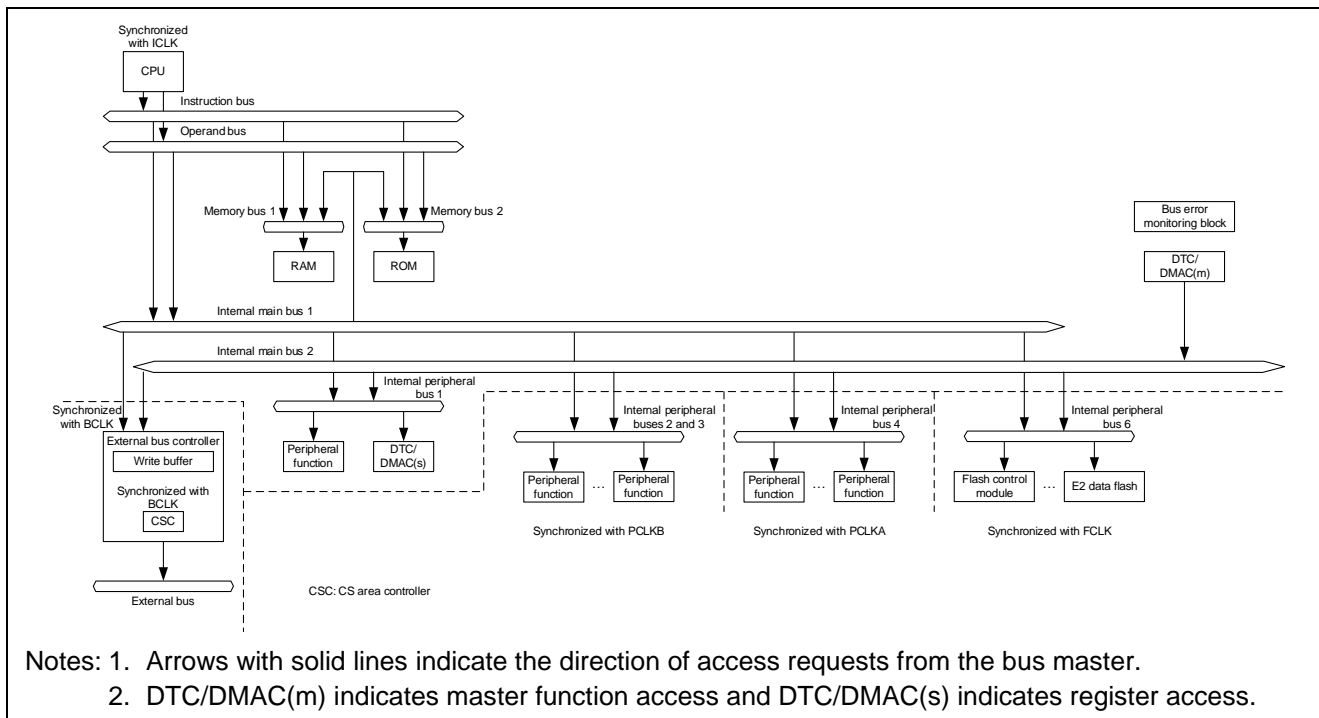 Synchronized
with ICLK
CPU
Instruction bus
Operand bus
Memory bus 1
Memory bus 2
RAM
ROM
Bus error
monitoring block
DTC/
DMAC(m)
Internal main bus 1
Internal main bus 2
Synchronized
with BCLK
External bus controller
Write buffer
Synchronized with
BCLK
CSC
External bus
Internal peripheral
bus 1
Peripheral
function
DTC/
DMAC(s)
CSC: CS area controller
Internal peripheral
buses 2 and 3
Peripheral
function
...
Peripheral
function
Synchronized with PCLKB
Internal peripheral
bus 4
Peripheral
function
...
Peripheral
function
Synchronized with PCLKA
Internal peripheral
bus 6
Flash control
module
...
E2 data flash
Synchronized with FCLK
Notes: 1. Arrows with solid lines indicate the direction of access requests from the bus master.
2. DTC/DMAC(m) indicates master function access and DTC/DMAC(s) indicates register access.